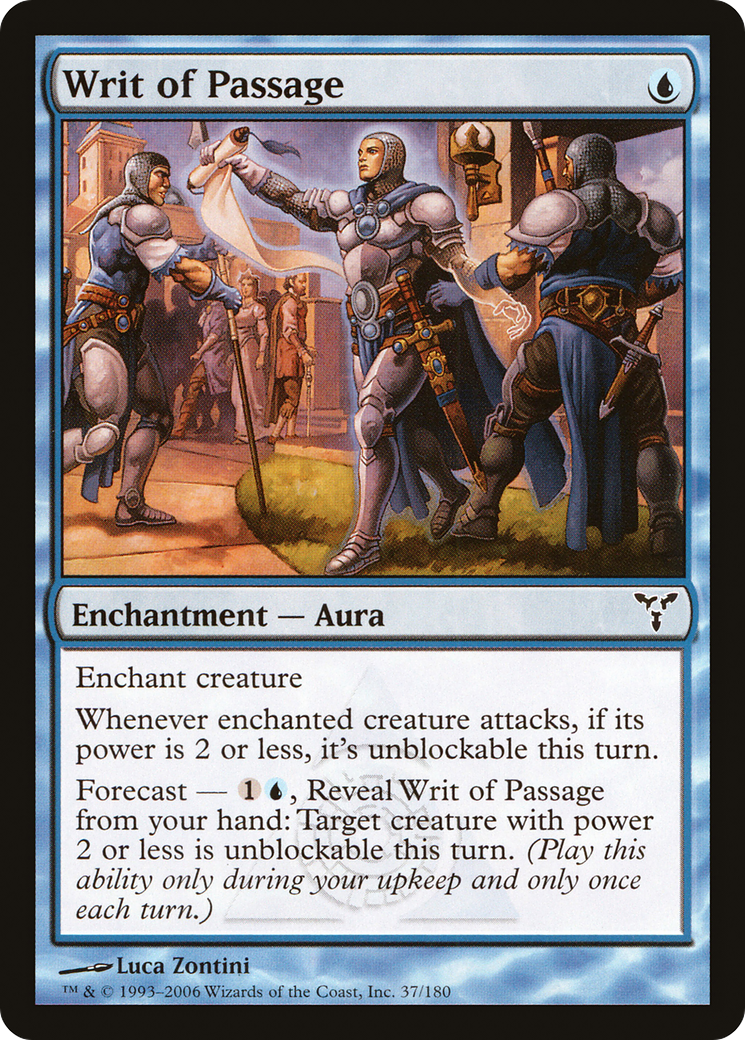 Writ of Passage
Enchantment — Aura
Enchant creature
Whenever enchanted creature attacks, if its
power is 2 or less, it's unblockable this turn.
Forecast — 1, Reveal Writ of Passage
from your hand: Target creature with power
2 or less is unblockable this turn. (Play this
ability only during your upkeep and only once
each turn.)
Luca Zontini
™ & © 1993–2006 Wizards of the Coast, Inc. 37/180